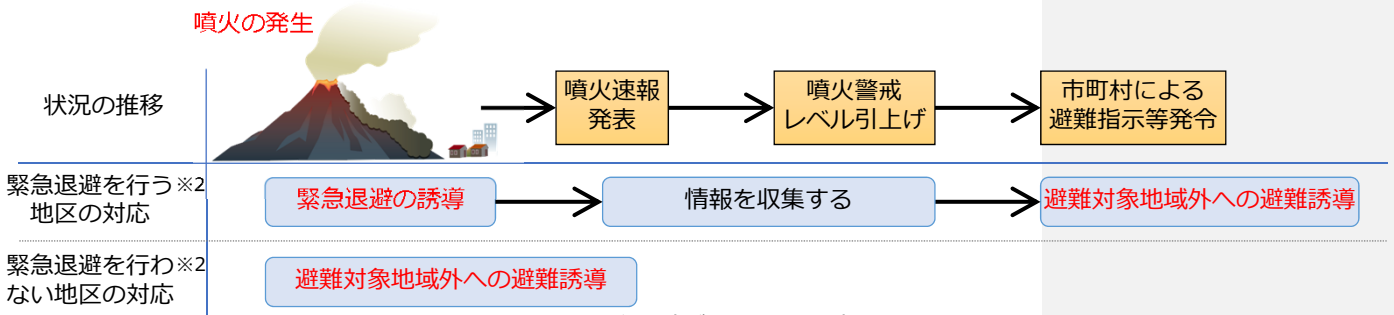 噴火の発生
状況の推移
噴火速報
発表
噴火警戒
レベル引上げ
市町村による
避難指示等発令
緊急退避を行う※2
地区の対応
緊急退避の誘導
情報を収集する
避難対象地域外への避難誘導
緊急退避を行わ※2
ない地区の対応
避難対象地域外への避難誘導